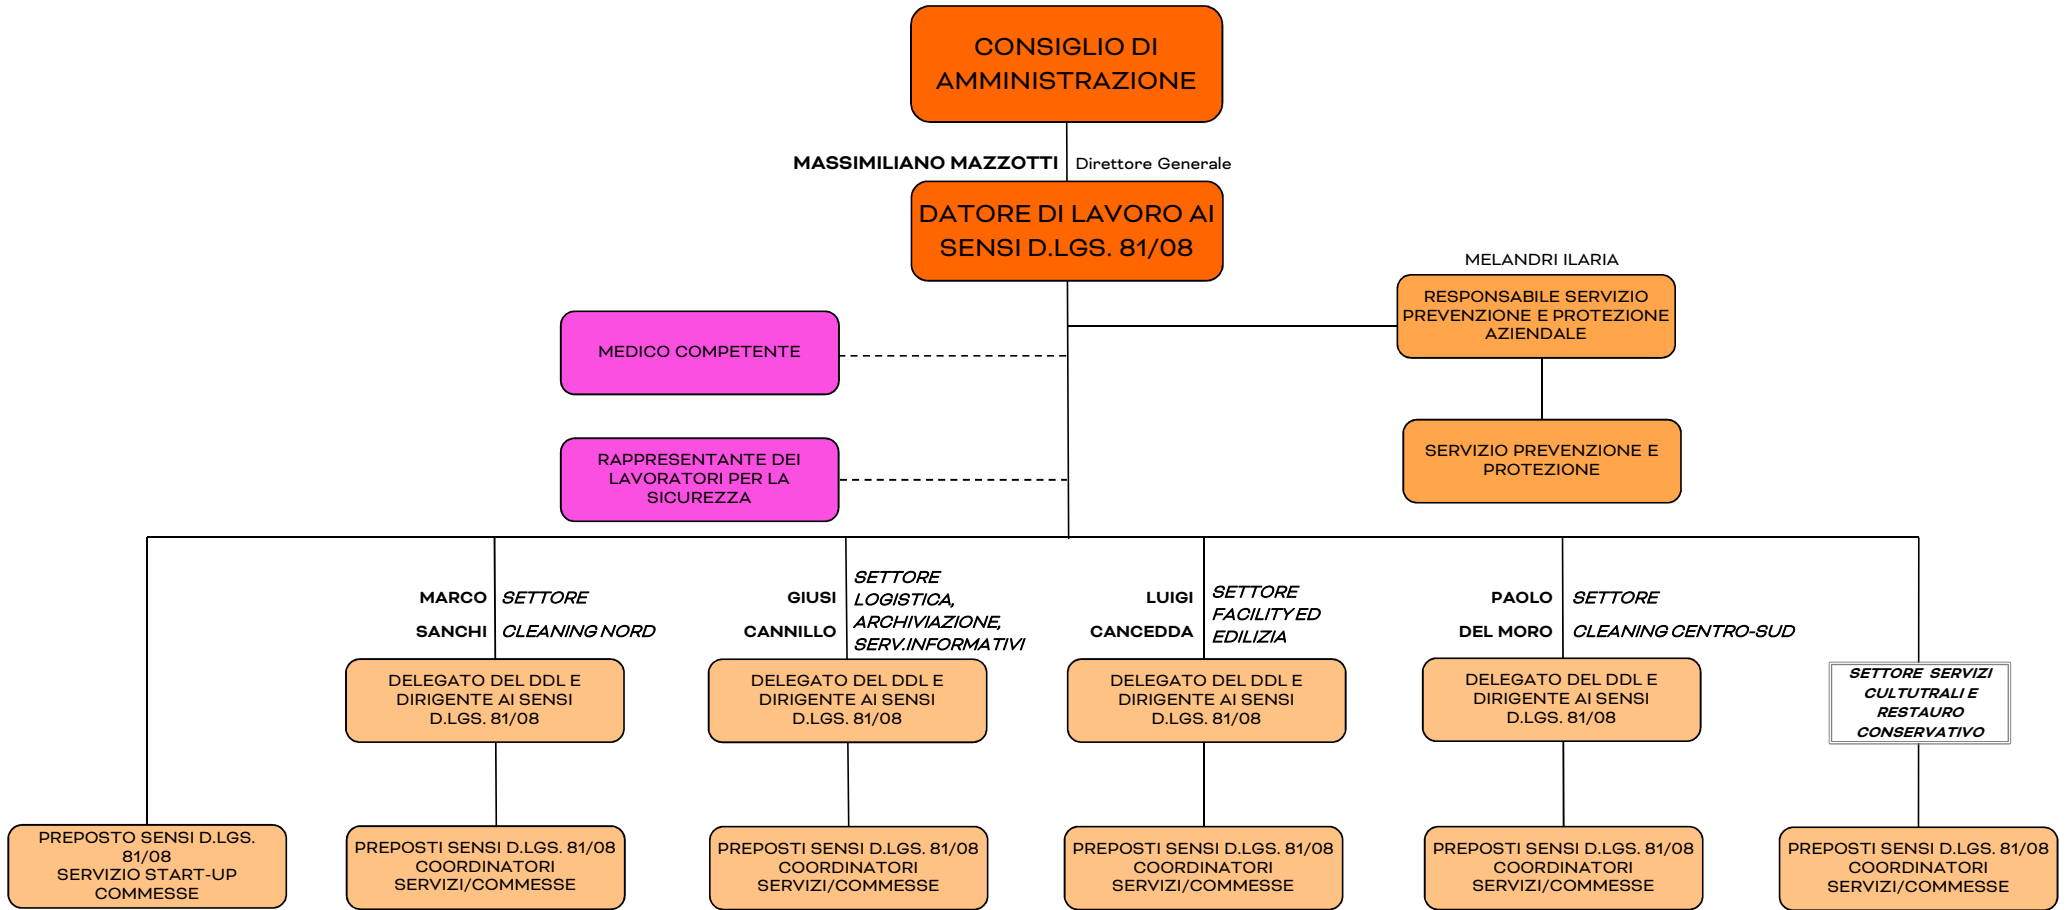 CONSIGLIO DI
AMMINISTRAZIONE
MASSIMILIANO MAZZOTTI
Direttore Generale
DATORE DI LAVORO AI
SENSI D.LGS. 81/08
MELANDRI ILARIA
RESPONSABILE SERVIZIO
PREVENZIONE E PROTEZIONE
AZIENDALE
MEDICO COMPETENTE
SERVIZIO PREVENZIONE E
PROTEZIONE
RAPPRESENTANTE DEI
LAVORATORI PER LA
SICUREZZA
MARCO
SANCHI
SETTORE
CLEANING NORD
GIUSI
CANNILLO
SETTORE
LOGISTICA,
ARCHIVIAZIONE,
SERV.INFORMATIVI
LUIGI
CANCEDDA
SETTORE
FACILITY ED
EDILIZIA
PAOLO
DEL MORO
SETTORE
CLEANING CENTRO-SUD
DELEGATO DEL DDL E
DIRIGENTE AI SENSI
D.LGS. 81/08
DELEGATO DEL DDL E
DIRIGENTE AI SENSI
D.LGS. 81/08
DELEGATO DEL DDL E
DIRIGENTE AI SENSI
D.LGS. 81/08
DELEGATO DEL DDL E
DIRIGENTE AI SENSI
D.LGS. 81/08
SETTORE SERVIZI
CULTUTRALI E
RESTAURO
CONSERVATIVO
PREPOSTO SENSI D.LGS.
81/08
SERVIZIO START-UP
COMMESSE
PREPOSTI SENSI D.LGS. 81/08
COORDINATORI
SERVIZI/COMMESSE
PREPOSTI SENSI D.LGS. 81/08
COORDINATORI
SERVIZI/COMMESSE
PREPOSTI SENSI D.LGS. 81/08
COORDINATORI
SERVIZI/COMMESSE
PREPOSTI SENSI D.LGS. 81/08
COORDINATORI
SERVIZI/COMMESSE
PREPOSTI SENSI D.LGS. 81/08
COORDINATORI
SERVIZI/COMMESSE